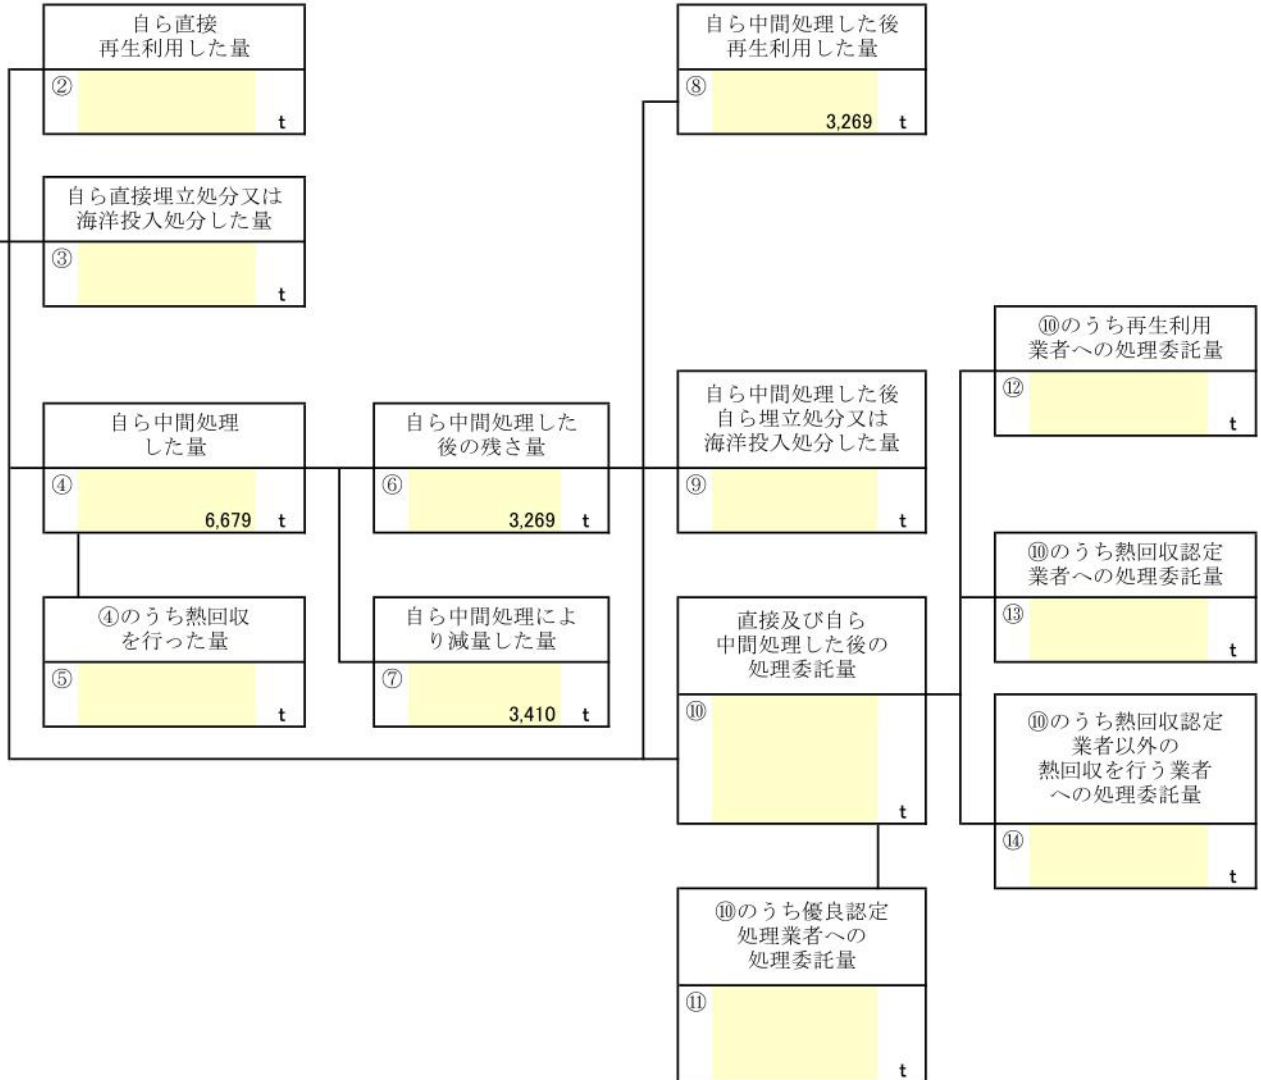 自ら直接
再生利用した量
②
t
自ら直接埋立処分又は
海洋投入処分した量
③
t
自ら中間処理
した量
④
6,679 t
④のうち熱回収
を行った量
⑤
t
自ら中間処理した
後の残さ量
⑥
3,269 t
自ら中間処理によ
り減量した量
⑦
3,410 t
自ら中間処理した後
再生利用した量
⑧
3,269 t
自ら中間処理した後
自ら埋立処分又は
海洋投入処分した量
⑨
t
直接及び自ら
中間処理した後の
処理委託量
⑩
t
⑩のうち優良認定
処理業者への
処理委託量
⑪
t
⑩のうち再生利用
業者への処理委託量
⑫
t
⑩のうち熱回収認定
業者への処理委託量
⑬
t
⑩のうち熱回収認定
業者以外の
熱回収を行う業者
への処理委託量
⑭
t